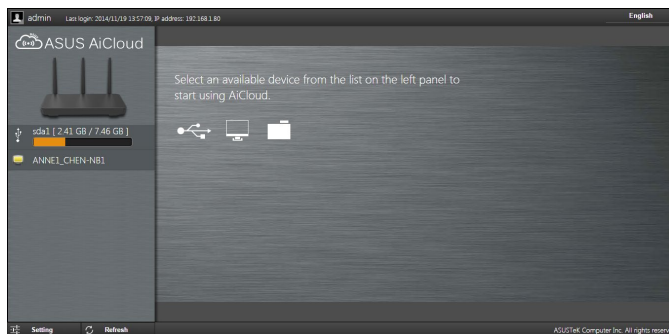 admin Last login: 2014/11/19 13:57:09, IP address: 192.168.1.80
English
ASUS AiCloud
Select an available device from the list on the left panel to
start using AiCloud.
sda1 [ 2.41 GB / 7.46 GB ]
ANNE1_CHEN-NB1
Setting Refresh
ASUSTeK Computer Inc. All rights reserv